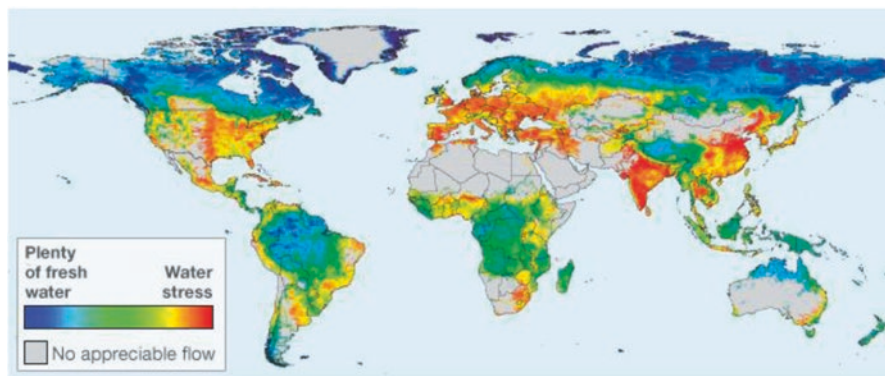 Plenty
of fresh
water
Water
stress
No appreciable flow